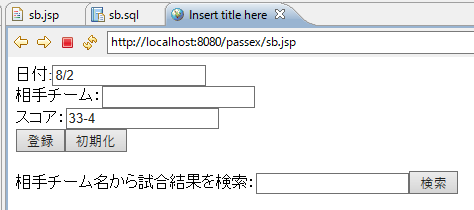 sb.jsp sb.sql Insert title here
http://localhost:8080/passex/sb.jsp
日付:8/2
相手チーム:
スコア: 33-4
登録 初期化
相手チーム名から試合結果を検索: 検索